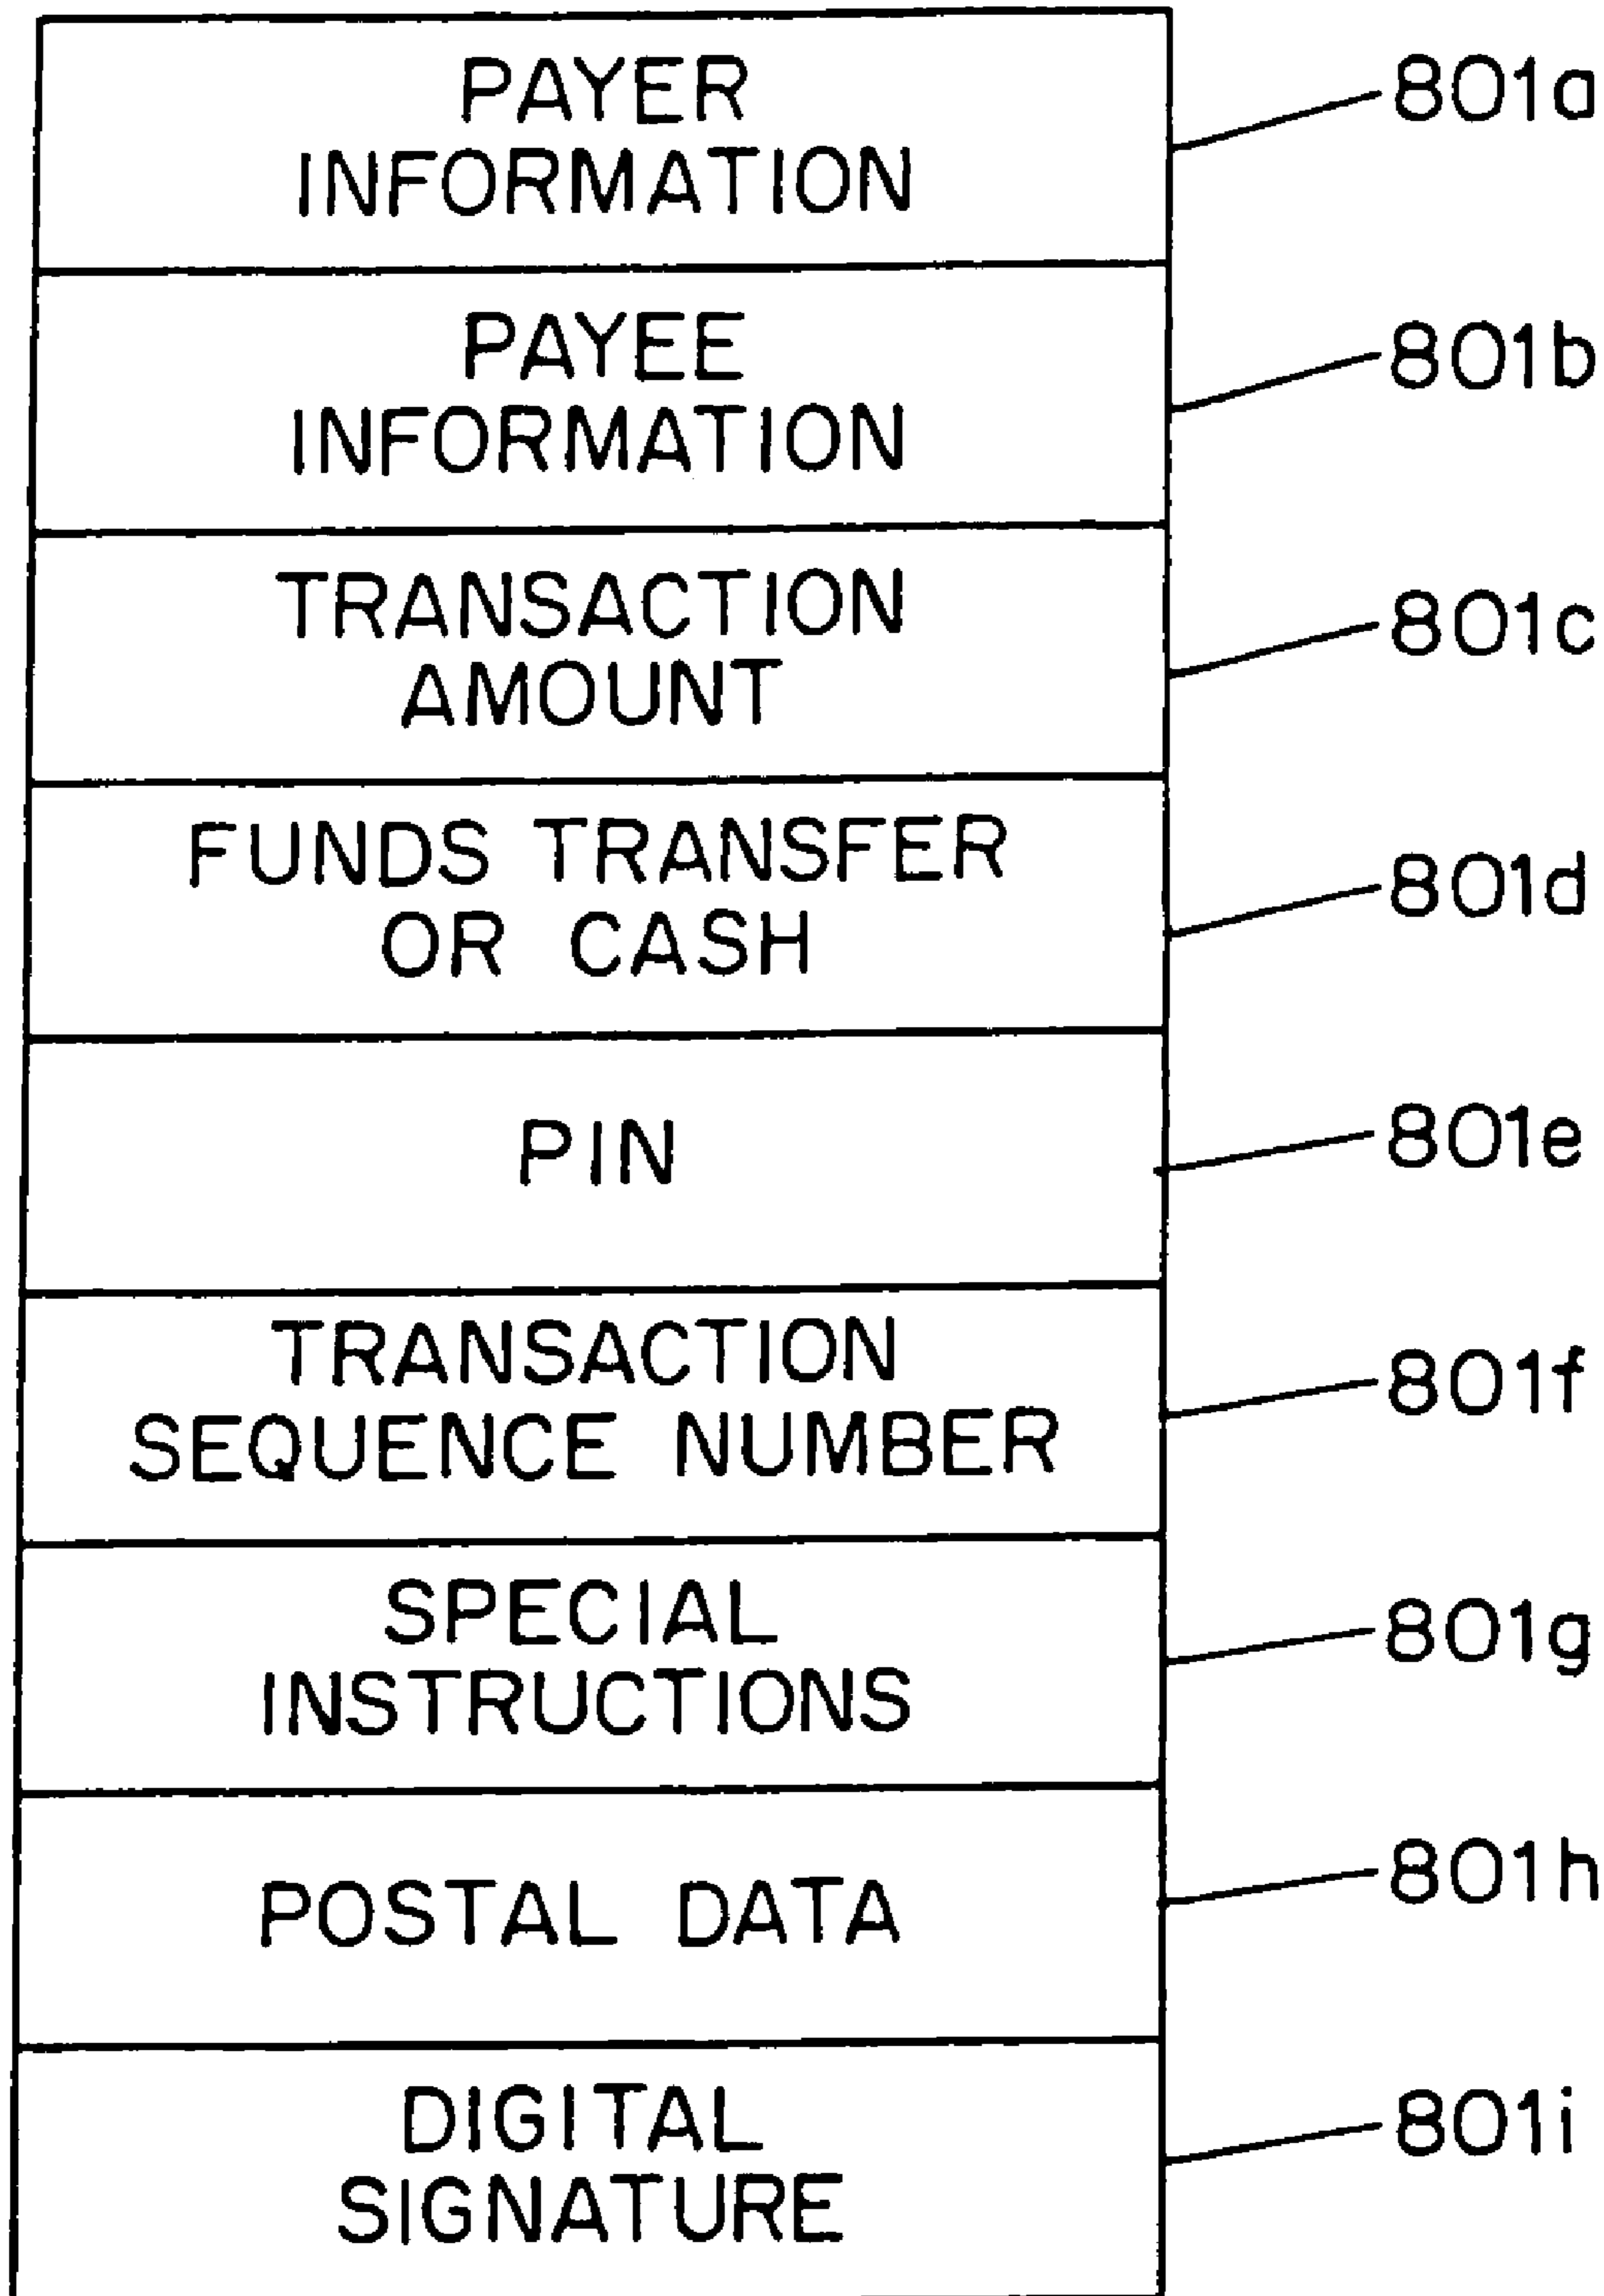 PAYER
INFORMATION
801a
PAYEE
INFORMATION
801b
TRANSACTION
AMOUNT
801c
FUNDS TRANSFER
OR CASH
801d
PIN
801e
TRANSACTION
SEQUENCE NUMBER
801f
SPECIAL
INSTRUCTIONS
801g
POSTAL DATA
801h
DIGITAL
SIGNATURE
801i